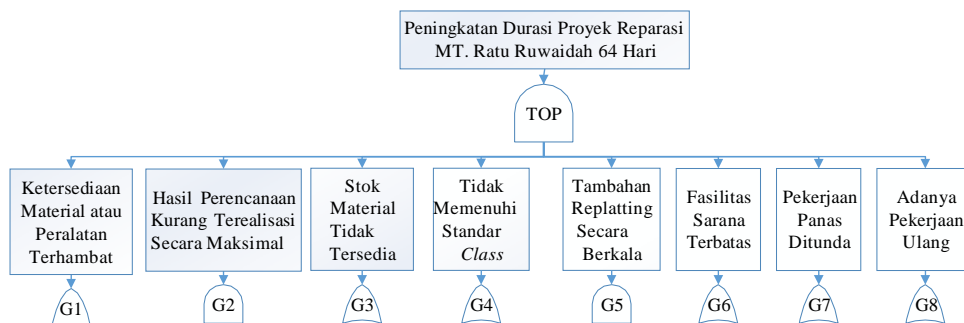 Peningkatan Durasi Proyek Reparasi
MT. Ratu Ruwaidah 64 Hari
TOP
Ketersediaan
Material atau
Peralatan
Terhambat
Hasil Perencanaan
Kurang Terealisasi
Secara Maksimal
Stok
Material
Tidak
Tersedia
Tidak
Memenuhi
Standar
Class
Tambahan
Replatting
Secara
Berkala
Fasilitas
Sarana
Terbatas
Pekerjaan
Panas
Ditunda
Adanya
Pekerjaan
Ulang
G1
G2
G3
G4
G5
G6
G7
G8